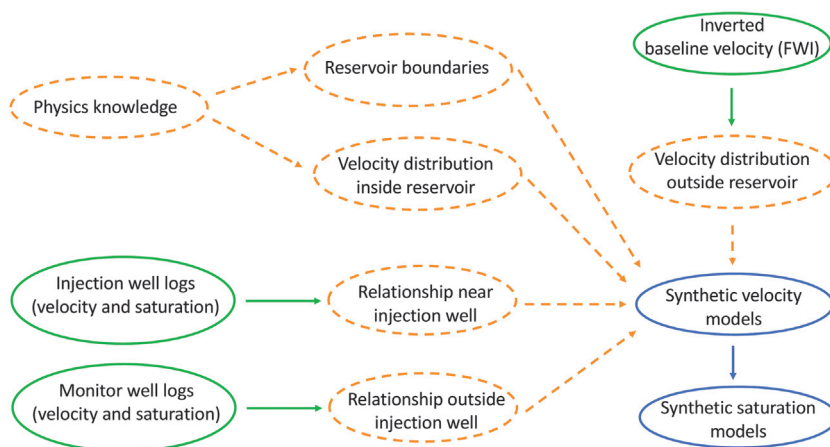 Inverted
baseline velocity (FWI)
Reservoir boundaries
Physics knowledge
Velocity distribution
inside reservoir
Velocity distribution
outside reservoir
Injection well logs
(velocity and saturation)
Relationship near
injection well
Synthetic velocity
models
Monitor well logs
(velocity and saturation)
Relationship outside
injection well
Synthetic saturation
models